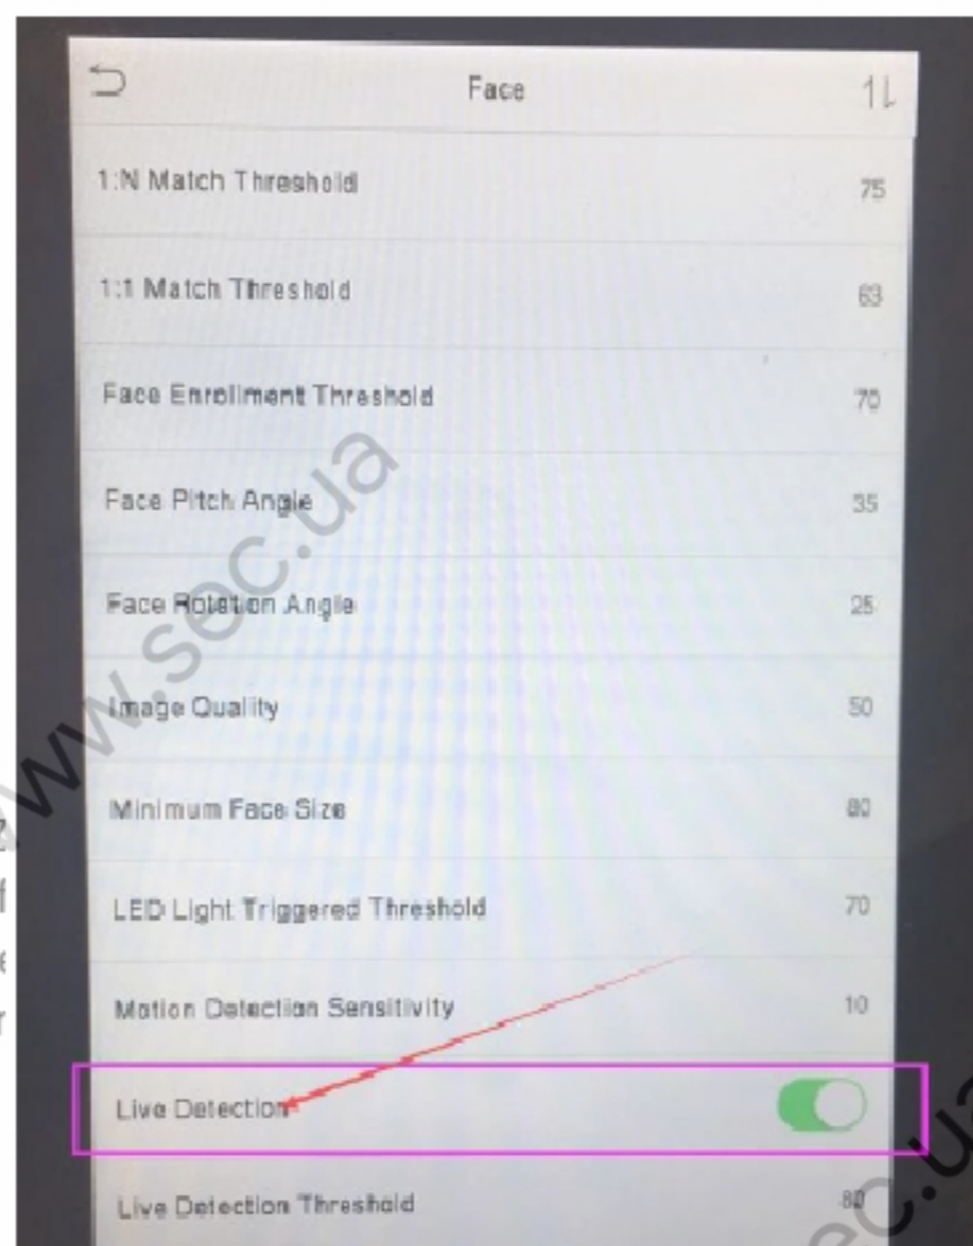 Face
1:N Match Threshold 75
1:1 Match Threshold 63
Face Enrollment Threshold 70
Face Pitch Angle 35
Face Rotation Angle 25
Image Quality 50
Minimum Face Size 80
LED Light Triggered Threshold 70
Motion Detection Sensitivity 10
Live Detection
Live Detection Threshold 80
www.sec.ua